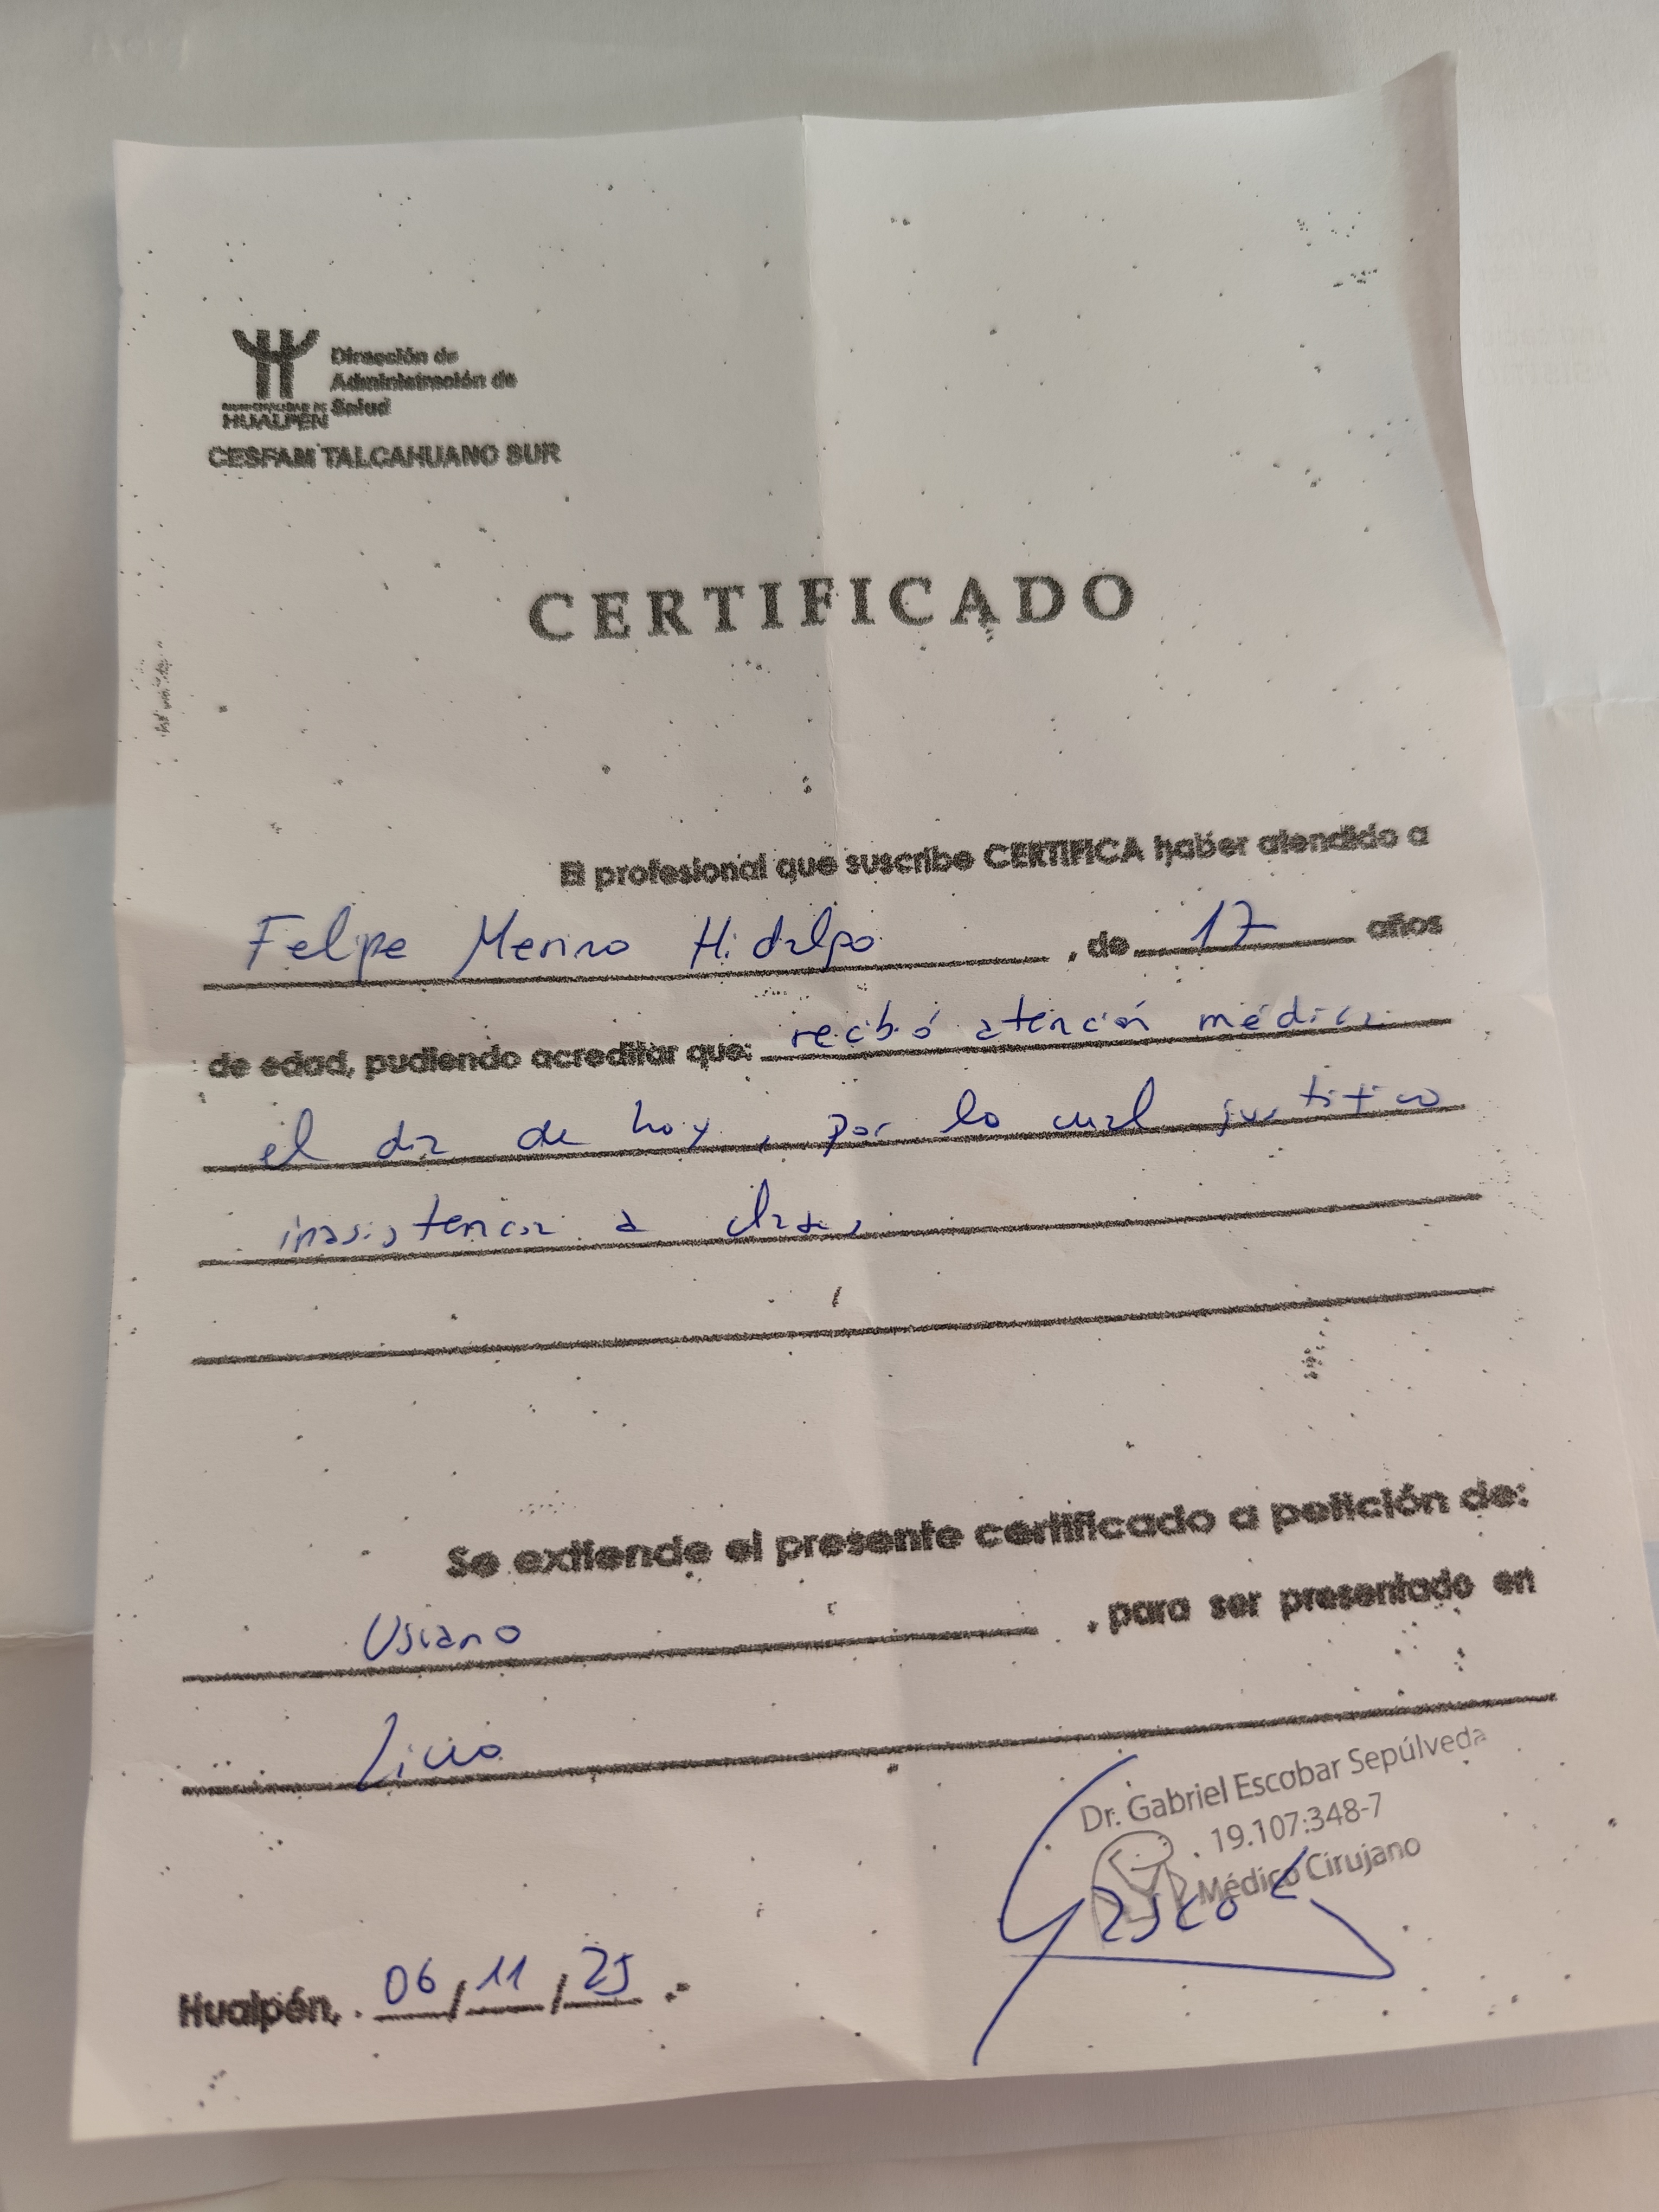 Dirección de
Administración de
Salud
MUNICIPALIDAD DE
HUALPÉN
CESFAM TALCAHUANO SUR
CERTIFICADO
El profesional que suscribe CERTIFICA haber atendido a
Felipe Merino Hidalgo, de 17 años
de edad, pudiendo acreditar que: recibió atención médica
el día de hoy, por lo cual justifico
inasistencia a clases
Se extiende el presente certificado a petición de:
Usuario, para ser presentado en
Liceo
Dr. Gabriel Escobar Sepúlveda
19.107.348-7
Médico Cirujano
Hualpén, 06/11/25.-